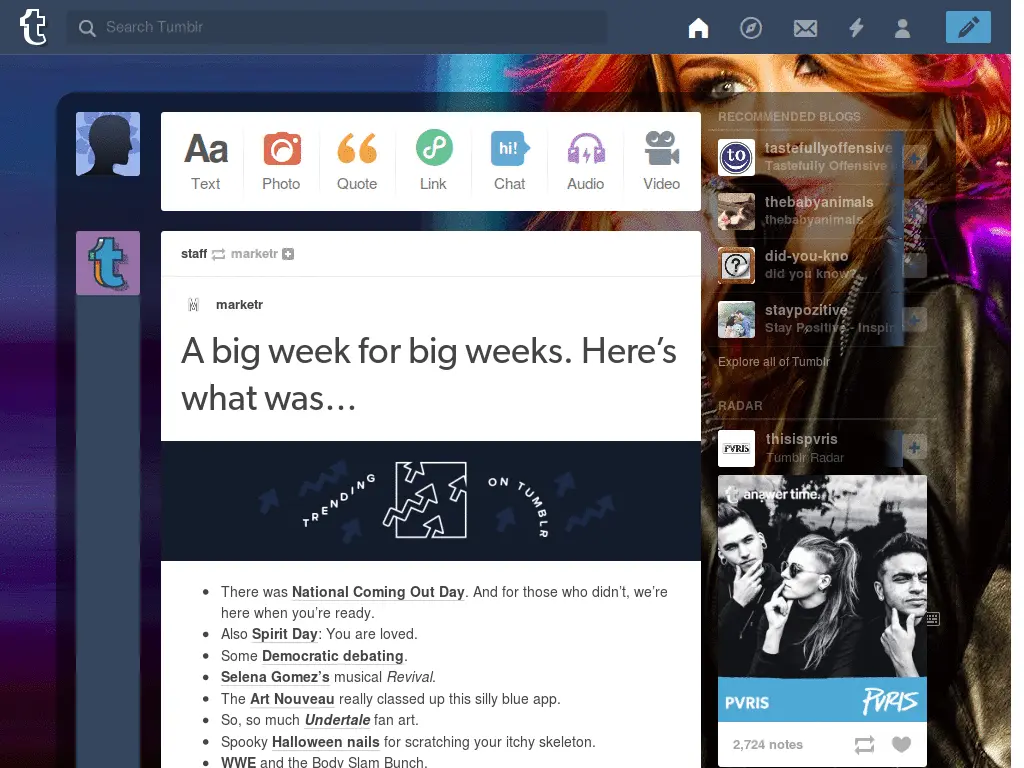 t
Search Tumblr
Aa
hi!
Text
Photo
Quote
Link
Chat
Audio
Video
staff marketr
marketr
A big week for big weeks. Here’s
what was…
TRENDING ON TUMBLR
There was National Coming Out Day. And for those who didn’t, we’re
here when you’re ready.
Also Spirit Day: You are loved.
Some Democratic debating.
Selena Gomez’s musical Revival.
The Art Nouveau really classed up this silly blue app.
So, so much Undertale fan art.
Spooky Halloween nails for scratching your itchy skeleton.
WWE and the Body Slam Bunch.
RECOMMENDED BLOGS
to
tastefullyoffensive
Tastefully Offensive
thebabyanimals
thebabyanimals
did-you-kno
did you know?
staypozitive
Stay Positive - Inspir
Explore all of Tumblr
RADAR
PVRIS
thisispvris
Tumblr Radar
t answer time.
PVRIS
PVRIS
2,724 notes